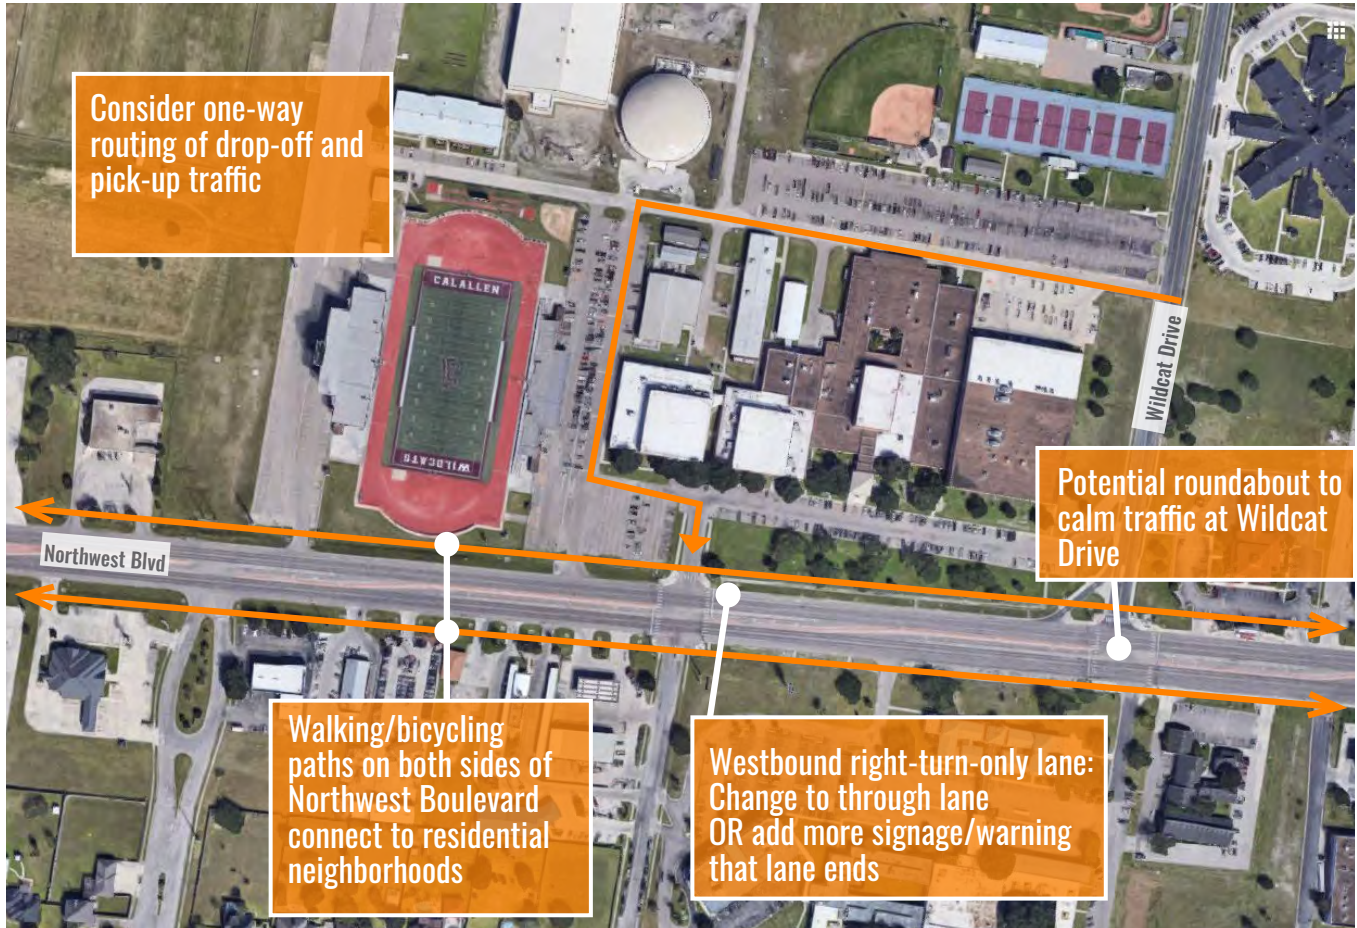 Consider one-way
routing of drop-off and
pick-up traffic
CALALLEN
WILDCATS
Wildcat Drive
Northwest Blvd
Potential roundabout to
calm traffic at Wildcat
Drive
Walking/bicycling
paths on both sides of
Northwest Boulevard
connect to residential
neighborhoods
Westbound right-turn-only lane:
Change to through lane
OR add more signage/warning
that lane ends